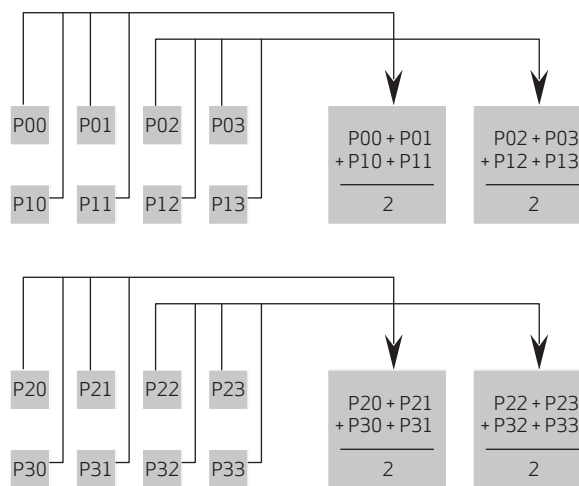 P00 P01 P02 P03
P00 + P01
+ P10 + P11
2
P02 + P03
+ P12 + P13
2
P10 P11 P12 P13
P20 P21 P22 P23
P20 + P21
+ P30 + P31
2
P22 + P23
+ P32 + P33
2
P30 P31 P32 P33